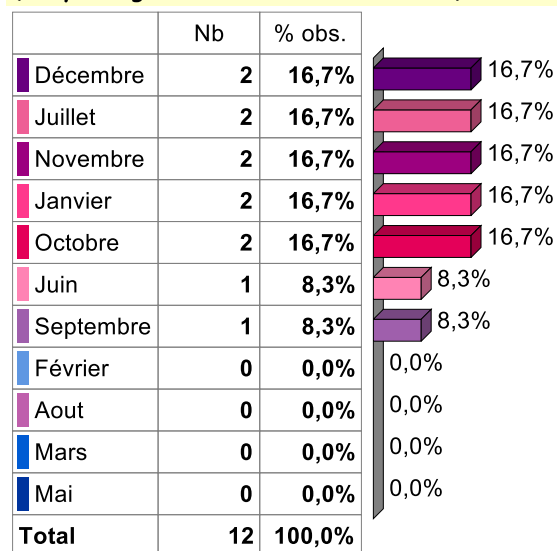 Nb % obs.
Décembre 2 16,7% 16,7%
Juillet 2 16,7% 16,7%
Novembre 2 16,7% 16,7%
Janvier 2 16,7% 16,7%
Octobre 2 16,7% 16,7%
Juin 1 8,3% 8,3%
Septembre 1 8,3% 8,3%
Février 0 0,0% 0,0%
Aout 0 0,0% 0,0%
Mars 0 0,0% 0,0%
Mai 0 0,0% 0,0%
Total 12 100,0%